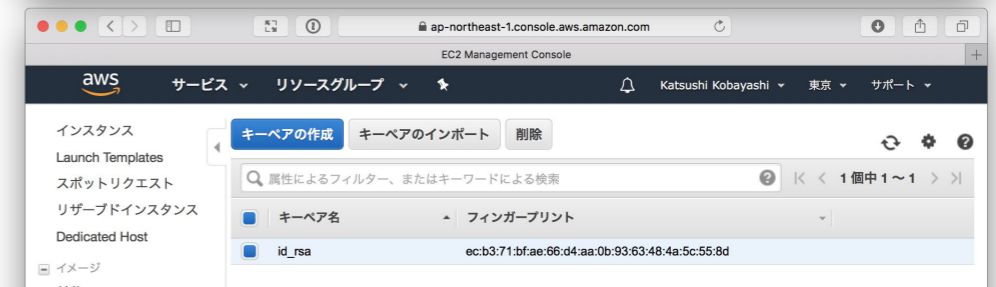 ap-northeast-1.console.aws.amazon.com
EC2 Management Console
aws サービス リソースグループ Katsushi Kobayashi 東京 サポート
インスタンス
Launch Templates
スポットリクエスト
リザーブドインスタンス
Dedicated Host
イメージ
キーペアの作成 キーペアのインポート 削除
属性によるフィルター、またはキーワードによる検索 1個中 1 ~ 1
キーペア名 フィンガープリント
id_rsa ec:b3:71:bf:ae:66:d4:aa:0b:93:63:48:4a:5c:55:8d